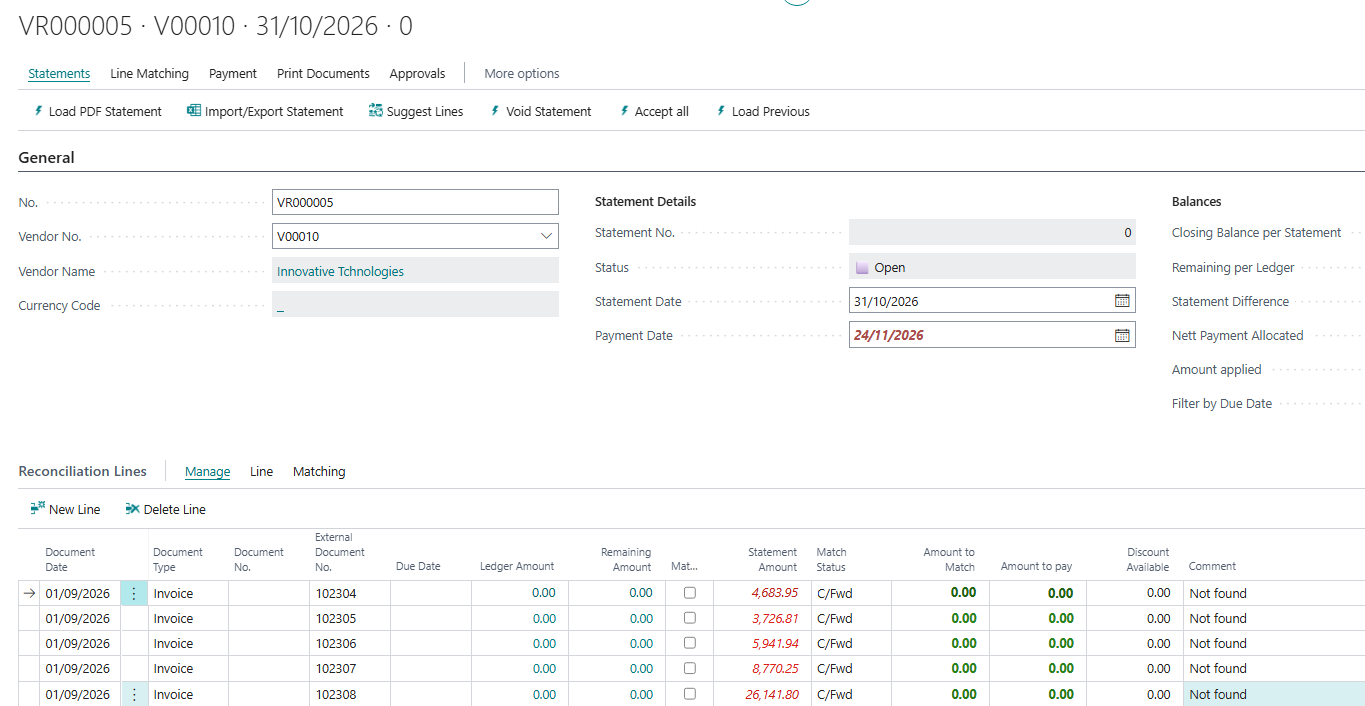 VR000005 · V00010 · 31/10/2026 · 0
Statements Line Matching Payment Print Documents Approvals More options
Load PDF Statement Import/Export Statement Suggest Lines Void Statement Accept all Load Previous
General
No. VR000005
Vendor No. V00010
Vendor Name Innovative Tchnologies
Currency Code _
Statement Details
Statement No. 0
Status Open
Statement Date 31/10/2026
Payment Date 24/11/2026
Balances
Closing Balance per Statement
Remaining per Ledger
Statement Difference
Nett Payment Allocated
Amount applied
Filter by Due Date
Reconciliation Lines Manage Line Matching
New Line Delete Line
Document Date Document Type Document No. External Document No. Due Date Ledger Amount Remaining Amount Mat... Statement Amount Match Status Amount to Match Amount to pay Discount Available Comment
01/09/2026 Invoice 102304 0.00 0.00 4,683.95 C/Fwd 0.00 0.00 0.00 Not found
01/09/2026 Invoice 102305 0.00 0.00 3,726.81 C/Fwd 0.00 0.00 0.00 Not found
01/09/2026 Invoice 102306 0.00 0.00 5,941.94 C/Fwd 0.00 0.00 0.00 Not found
01/09/2026 Invoice 102307 0.00 0.00 8,770.25 C/Fwd 0.00 0.00 0.00 Not found
01/09/2026 Invoice 102308 0.00 0.00 26,141.80 C/Fwd 0.00 0.00 0.00 Not found